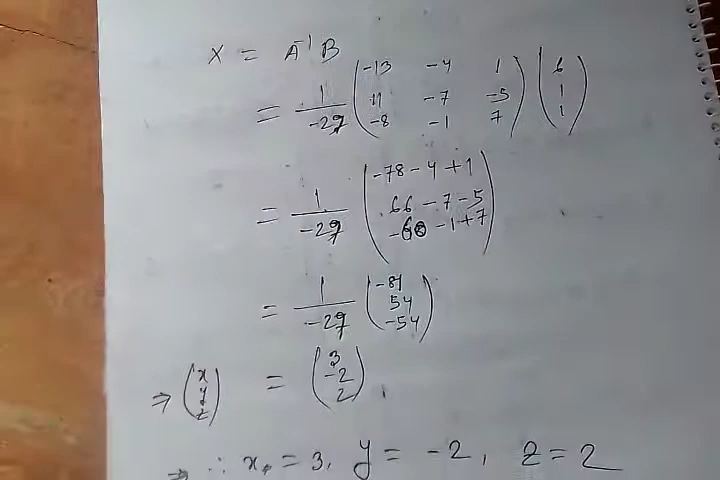 X = A⁻¹B
= 1/-27 (-13 -4 1; 11 -7 -5; -8 -1 7) (6; 1; 1)
= 1/-27 (-78 - 4 + 1; 66 - 7 - 5; -60 - 1 + 7)
= 1/-27 (-81; 54; -54)
⇒ (x; y; z) = (3; -2; 2),
⇒ ∴ x = 3, y = -2, z = 2